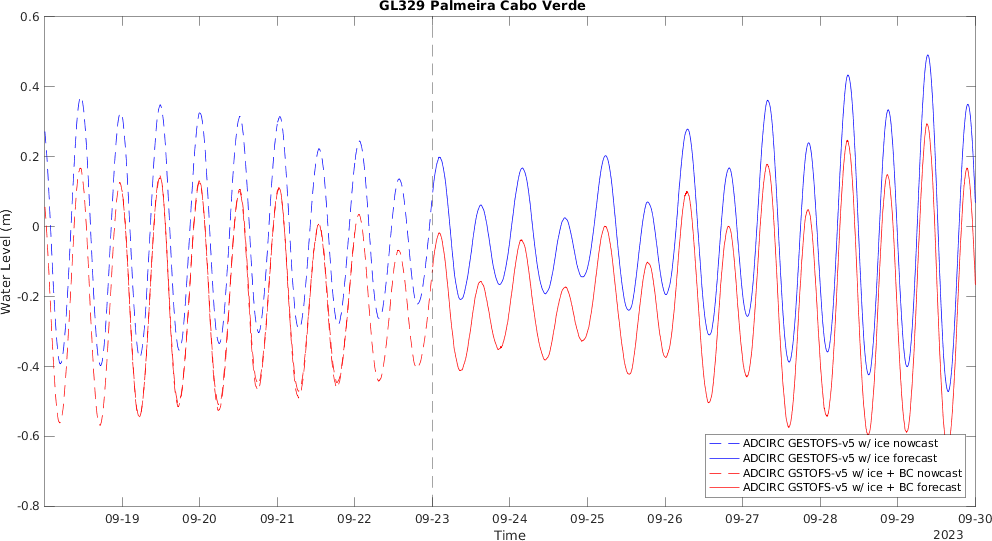 GL329 Palmeira Cabo Verde
0.6
0.4
0.2
0
-0.2
-0.4
-0.6
-0.8
Water Level (m)
ADCIRC GESTOFS-v5 w/ ice nowcast
ADCIRC GESTOFS-v5 w/ ice forecast
ADCIRC GSTOFS-v5 w/ ice + BC nowcast
ADCIRC GSTOFS-v5 w/ ice + BC forecast
09-19 09-20 09-21 09-22 09-23 09-24 09-25 09-26 09-27 09-28 09-29 09-30
Time
2023